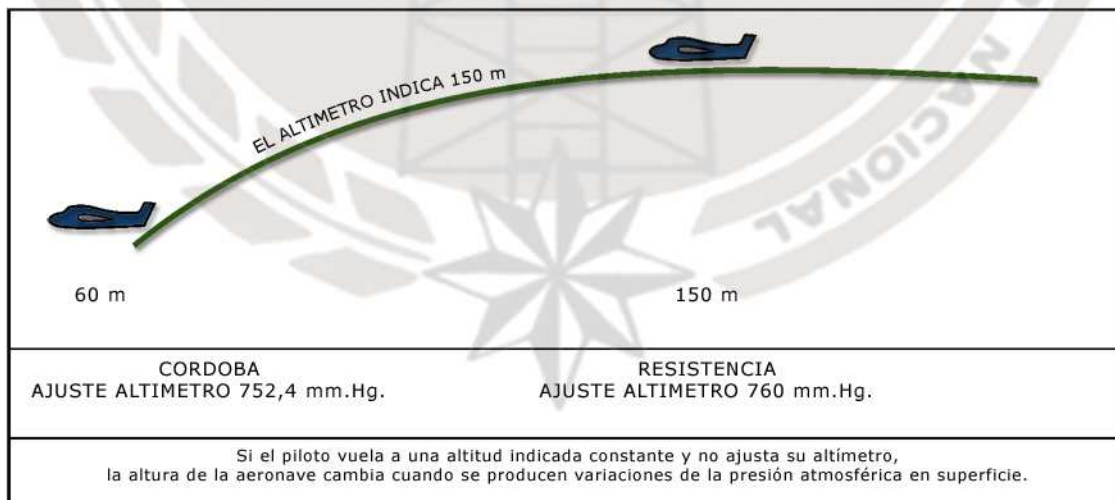 EL ALTIMETRO INDICA 150 m
60 m
150 m
CORDOBA
AJUSTE ALTIMETRO 752,4 mm.Hg.
RESISTENCIA
AJUSTE ALTIMETRO 760 mm.Hg.
Si el piloto vuela a una altitud indicada constante y no ajusta su altímetro,
la altura de la aeronave cambia cuando se producen variaciones de la presión atmosférica en superficie.
NACIONAL